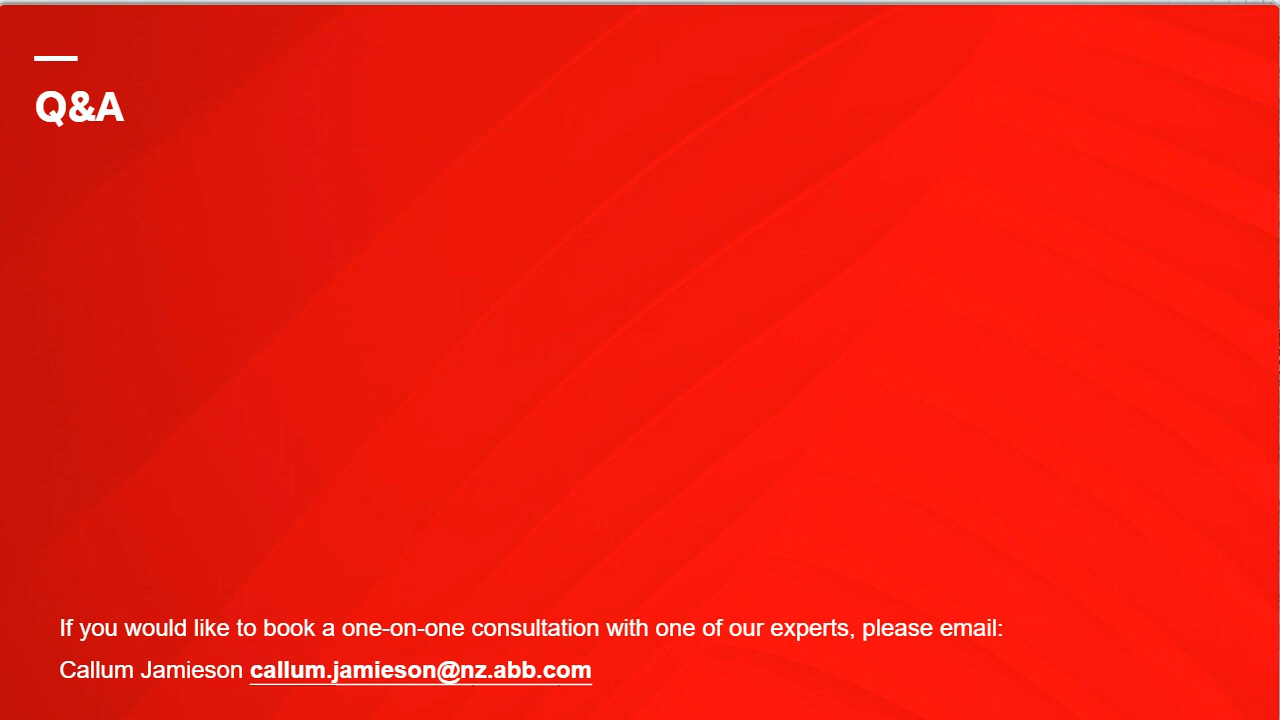 Q&A
If you would like to book a one-on-one consultation with one of our experts, please email:
Callum Jamieson callum.jamieson@nz.abb.com